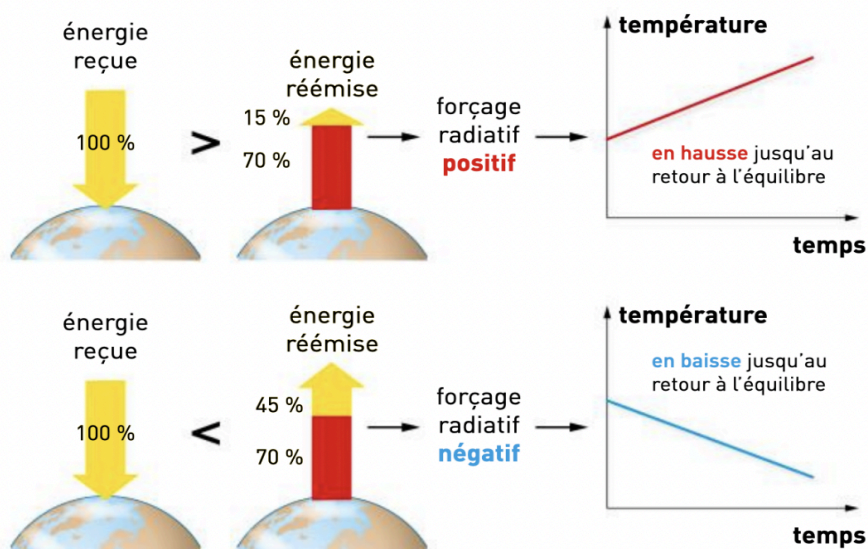 énergie
reçue
100 %
>
énergie
réémise
15 %
70 %
forçage
radiatif
positif
température
en hausse jusqu'au
retour à l'équilibre
temps
énergie
reçue
100 %
<
énergie
réémise
45 %
70 %
forçage
radiatif
négatif
température
en baisse jusqu'au
retour à l'équilibre
temps